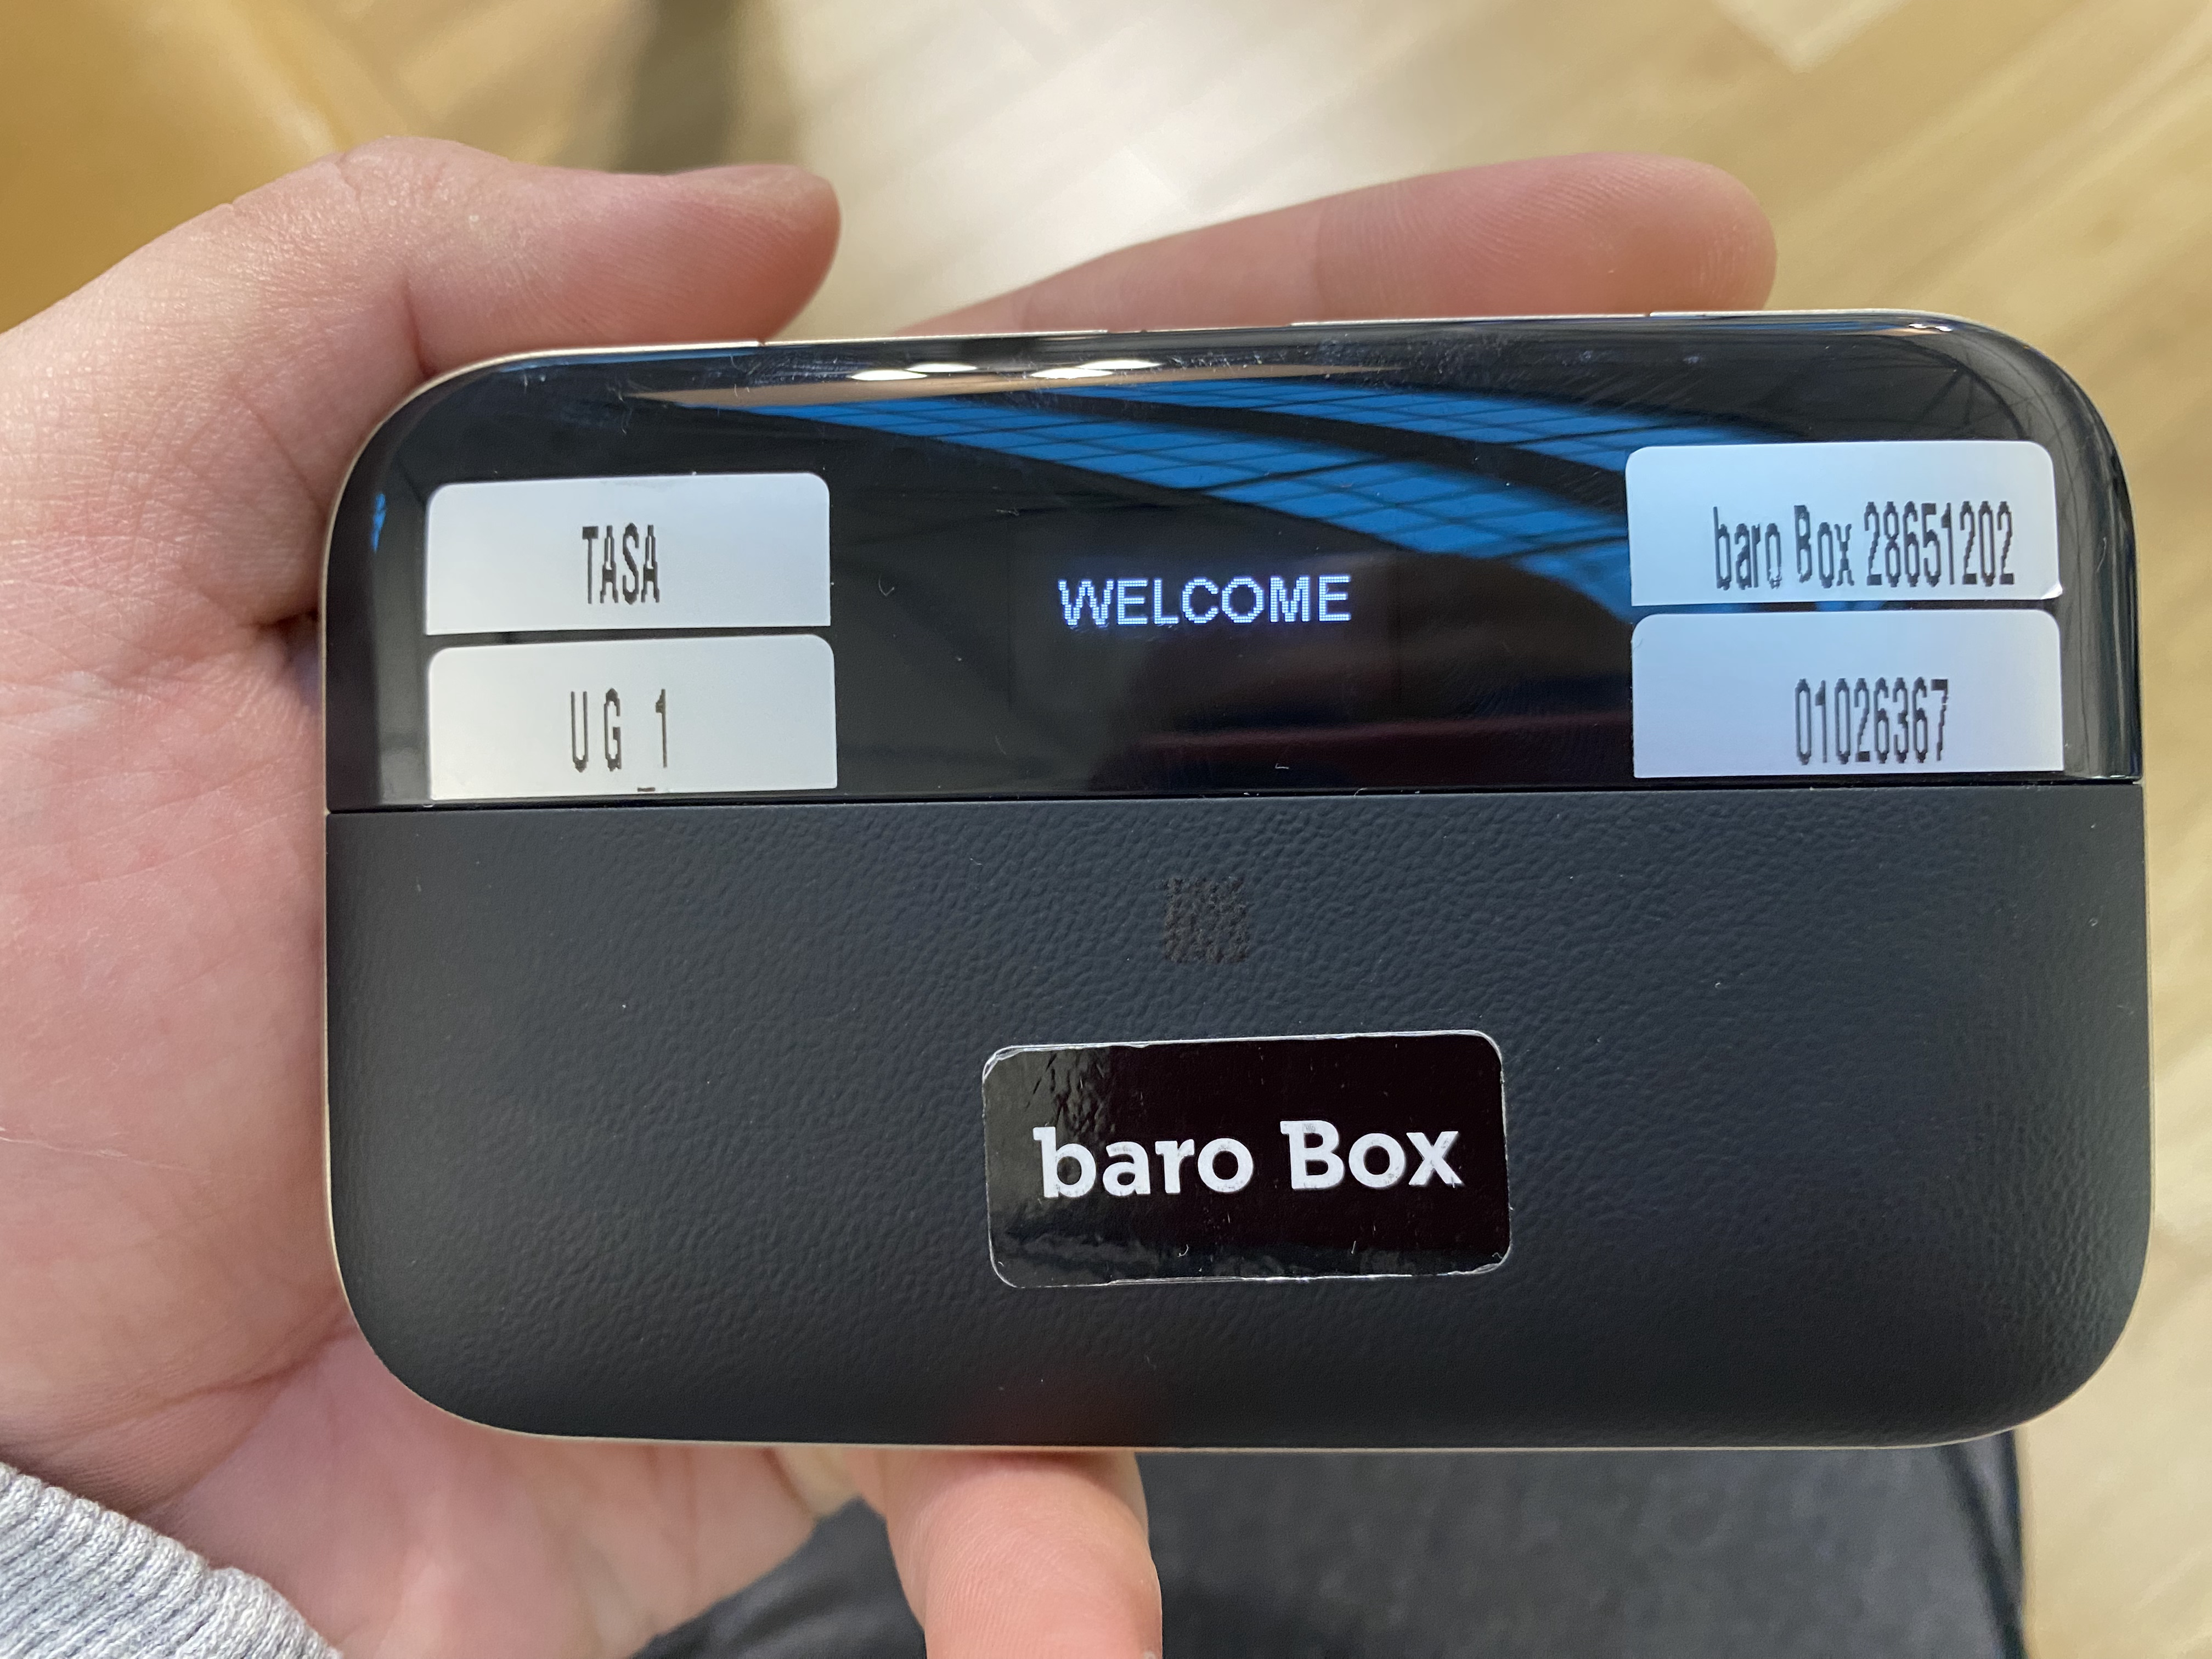 TASA
UG 1
WELCOME
baro Box 28651202
01026367
baro Box